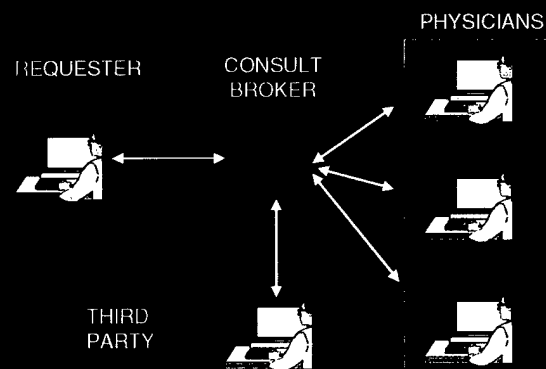 PHYSICIANS
REQUESTER
CONSULT
BROKER
THIRD
PARTY